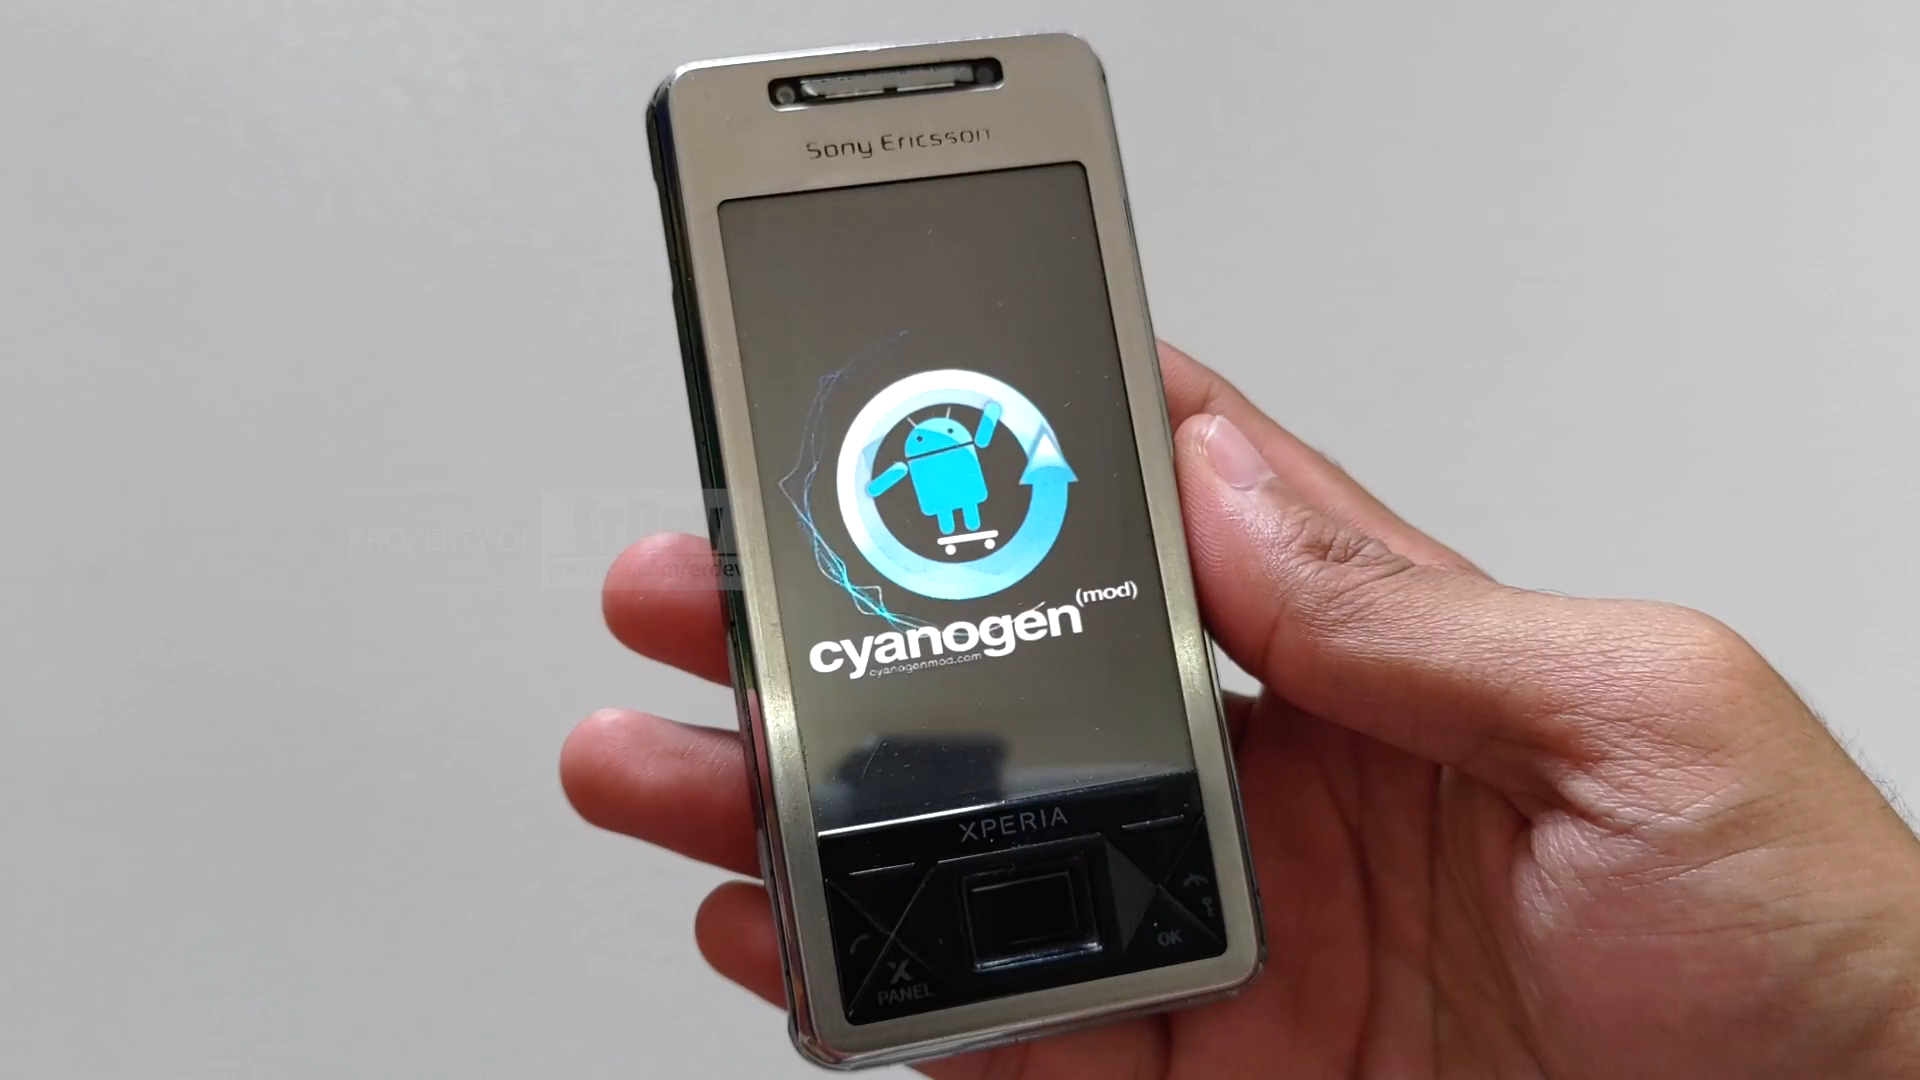 Sony Ericsson
PROPERTY OF
cyanogen(mod)
cyanogenmod.com
XPERIA
OK
X
PANEL